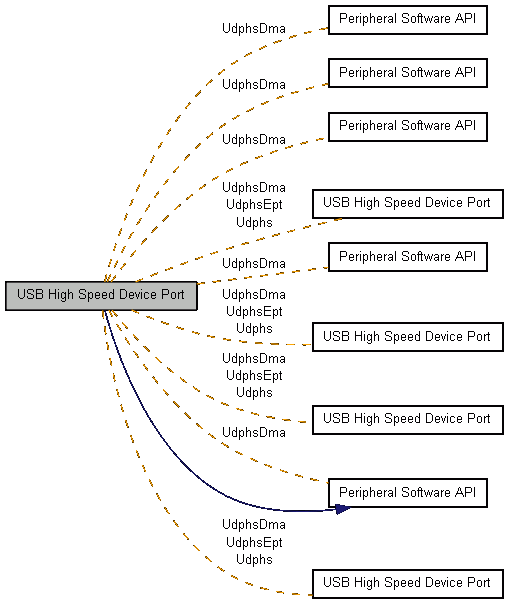 Peripheral Software API
UdphsDma
Peripheral Software API
UdphsDma
Peripheral Software API
UdphsDma
UdphsDma
UdphsEpt
Udphs
USB High Speed Device Port
Peripheral Software API
UdphsDma
USB High Speed Device Port
UdphsDma
UdphsEpt
Udphs
USB High Speed Device Port
UdphsDma
UdphsEpt
Udphs
USB High Speed Device Port
UdphsDma
Peripheral Software API
UdphsDma
UdphsEpt
Udphs
USB High Speed Device Port